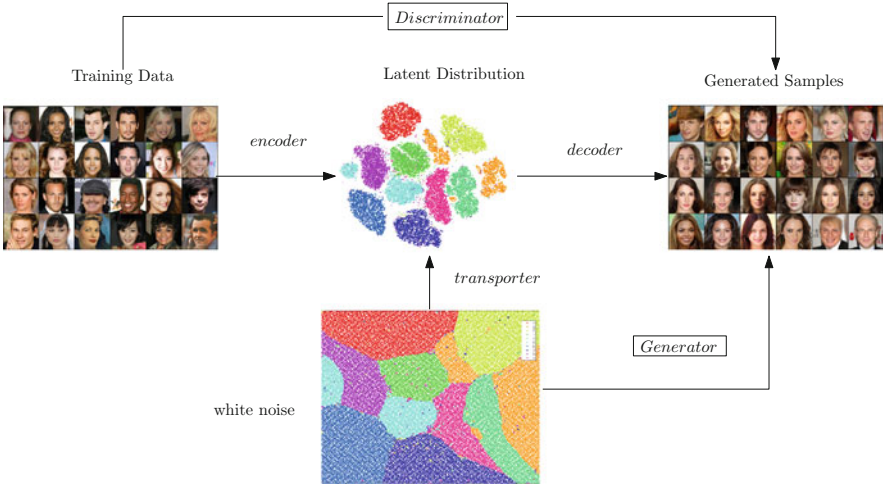 Discriminator
Training Data
Latent Distribution
Generated Samples
encoder
decoder
transporter
Generator
white noise